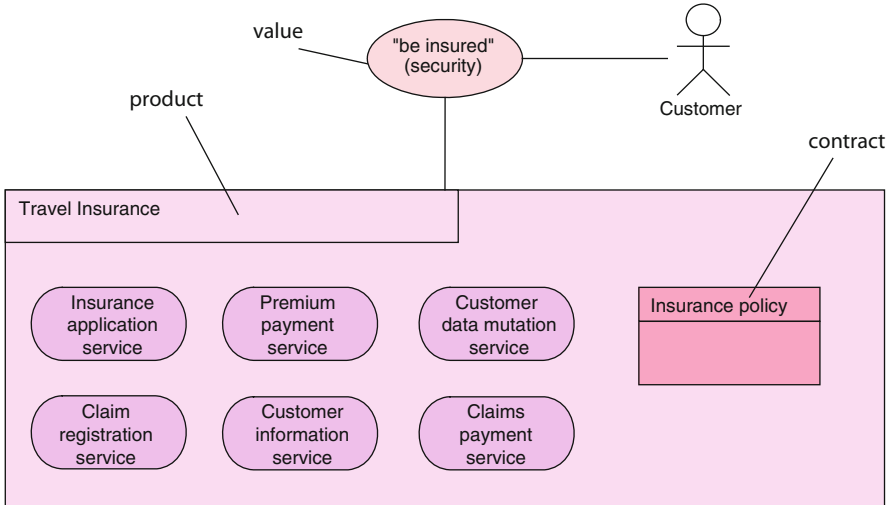 value
"be insured"
(security)
Customer
product
contract
Travel Insurance
Insurance
application
service
Premium
payment
service
Customer
data mutation
service
Insurance policy
Claim
registration
service
Customer
information
service
Claims
payment
service